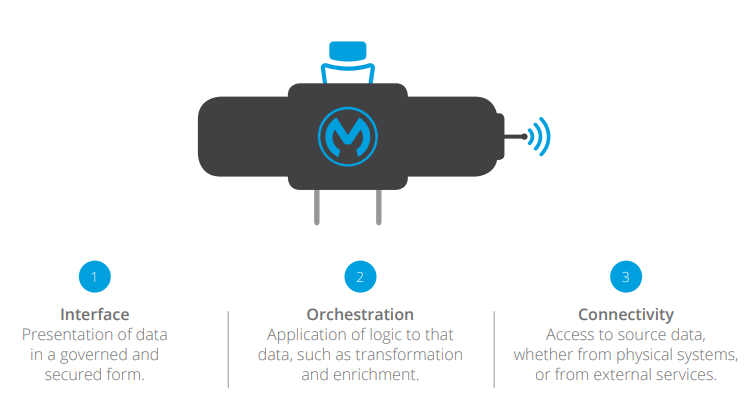 1
Interface
Presentation of data
in a governed and
secured form.
2
Orchestration
Application of logic to that
data, such as transformation
and enrichment.
3
Connectivity
Access to source data,
whether from physical systems,
or from external services.